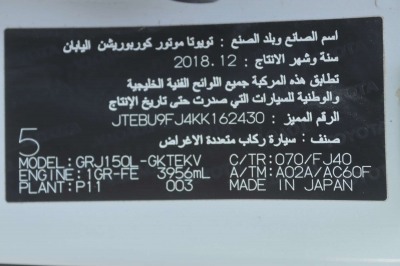 اسم الصانع وبلد الصنع : تويوتا موتور كوربوريشن اليابان
سنة وشهر الانتاج : 2018.12
تطابق هذه المركبة جميع اللوائح الفنية الخليجية
والوطنية للسيارات التي صدرت حتى تاريخ الإنتاج
الرقم المميز : JTEBU9FJ4KK162430
صنف : سيارة ركاب متعددة الاغراض
5
MODEL: GRJ150L-GKTEKV C/TR: 070/FJ40
ENGINE: 1GR-FE 3956mL A/TM: A02A/AC60F
PLANT: P11 003 MADE IN JAPAN